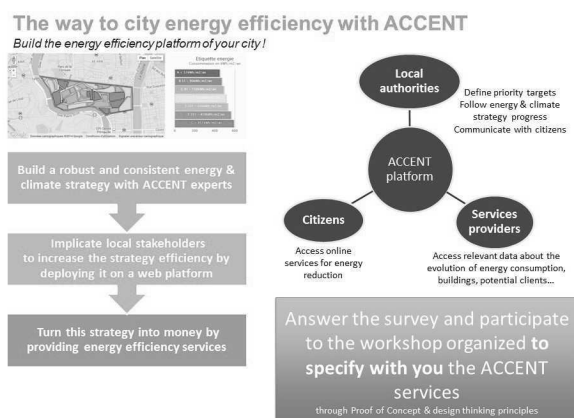 The way to city energy efficiency with ACCENT
Build the energy efficiency platform of your city !
Etiquette energie
Build a robust and consistent energy &
climate strategy with ACCENT experts
Implicate local stakeholders
to increase the strategy efficiency by
deploying it on a web platform
Turn this strategy into money by
providing energy efficiency services
Local
authorities
Define priority targets
Follow energy & climate
strategy progress
Communicate with citizens
ACCENT
platform
Citizens
Access online
services for energy
reduction
Services
providers
Access relevant data about the
evolution of energy consumption,
buildings, potential clients...
Answer the survey and participate
to the workshop organized to
specify with you the ACCENT
services
through Proof of Concept & design thinking principles